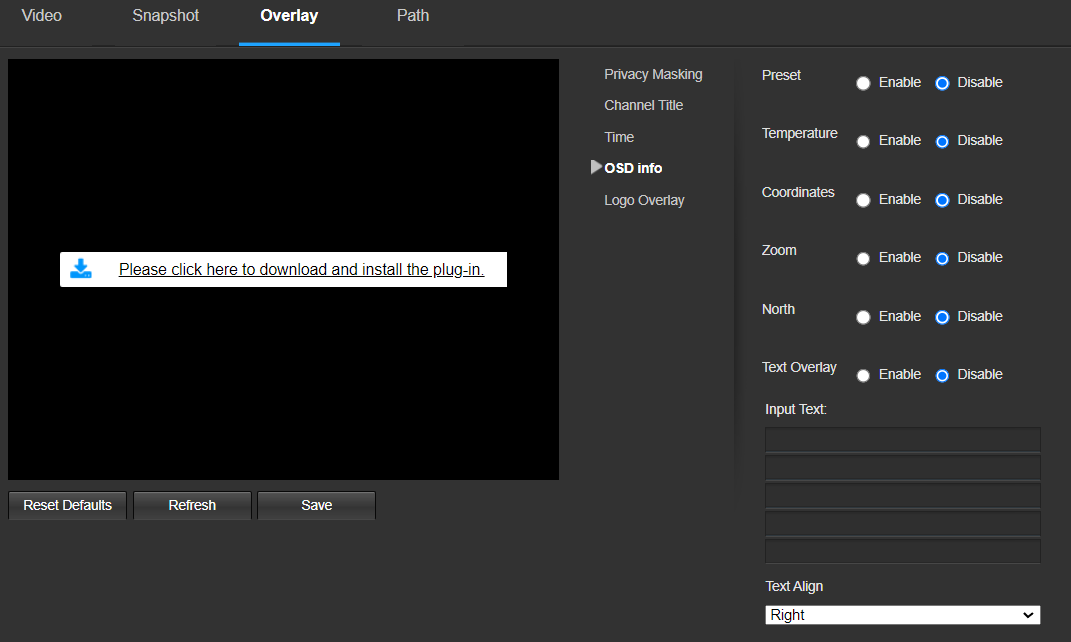 Video Snapshot Overlay Path
Please click here to download and install the plug-in.
Reset Defaults Refresh Save
Privacy Masking
Channel Title
Time
OSD info
Logo Overlay
Preset Enable Disable
Temperature Enable Disable
Coordinates Enable Disable
Zoom Enable Disable
North Enable Disable
Text Overlay Enable Disable
Input Text:
Text Align
Right